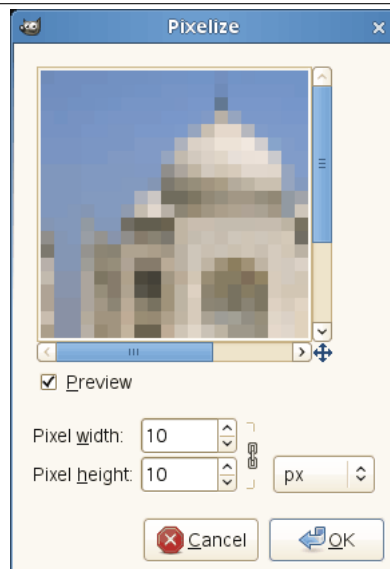 Pixelize
Preview
Pixel width: 10
Pixel height: 10
px
Cancel
OK